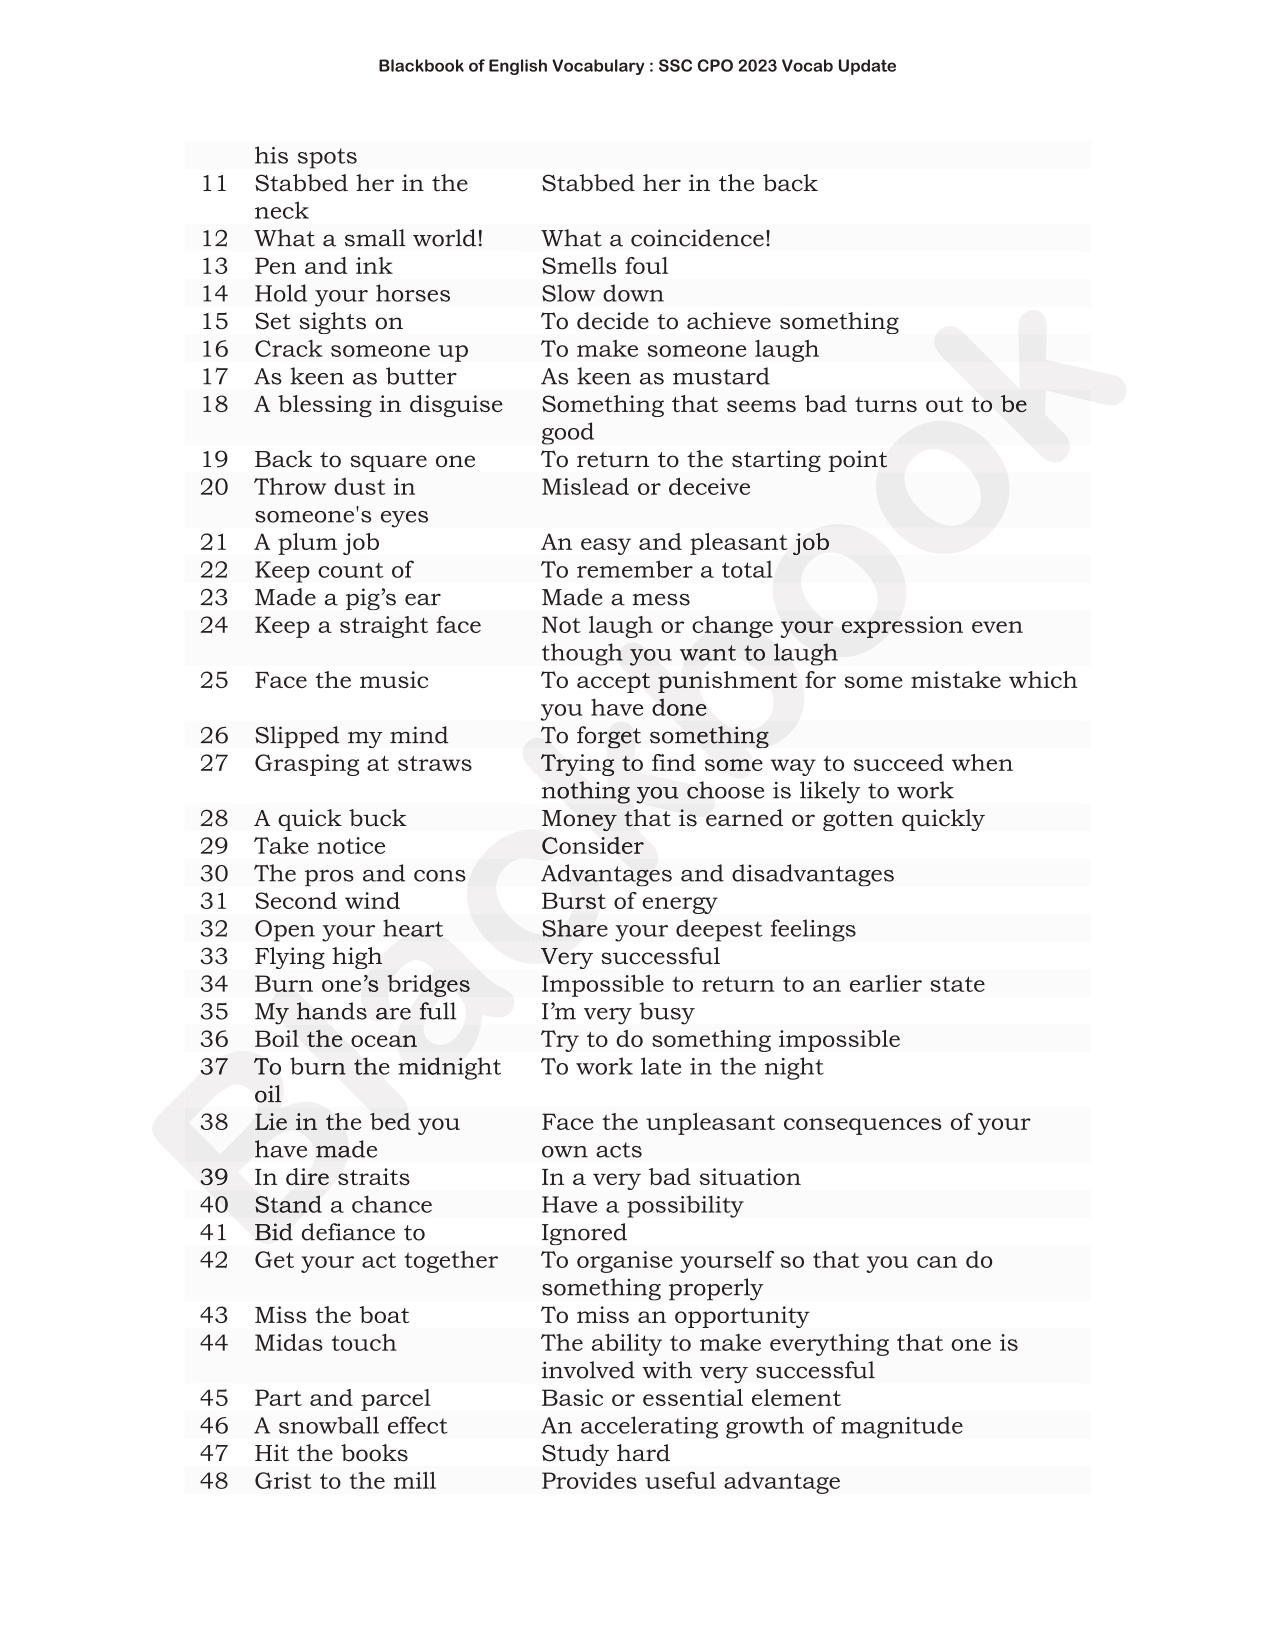 Blackbook of English Vocabulary : SSC CPO 2023 Vocab Update
his spots
11 Stabbed her in the Stabbed her in the back
neck
12 What a small world! What a coincidence!
13 Pen and ink Smells foul
14 Hold your horses Slow down
15 Set sights on To decide to achieve something
16 Crack someone up To make someone laugh
17 As keen as butter As keen as mustard
18 A blessing in disguise Something that seems bad turns out to be
good
19 Back to square one To return to the starting point
20 Throw dust in Mislead or deceive
someone's eyes
21 A plum job An easy and pleasant job
22 Keep count of To remember a total
23 Made a pig’s ear Made a mess
24 Keep a straight face Not laugh or change your expression even
though you want to laugh
25 Face the music To accept punishment for some mistake which
you have done
26 Slipped my mind To forget something
27 Grasping at straws Trying to find some way to succeed when
nothing you choose is likely to work
28 A quick buck Money that is earned or gotten quickly
29 Take notice Consider
30 The pros and cons Advantages and disadvantages
31 Second wind Burst of energy
32 Open your heart Share your deepest feelings
33 Flying high Very successful
34 Burn one’s bridges Impossible to return to an earlier state
35 My hands are full I’m very busy
36 Boil the ocean Try to do something impossible
37 To burn the midnight To work late in the night
oil
38 Lie in the bed you Face the unpleasant consequences of your
have made own acts
39 In dire straits In a very bad situation
40 Stand a chance Have a possibility
41 Bid defiance to Ignored
42 Get your act together To organise yourself so that you can do
something properly
43 Miss the boat To miss an opportunity
44 Midas touch The ability to make everything that one is
involved with very successful
45 Part and parcel Basic or essential element
46 A snowball effect An accelerating growth of magnitude
47 Hit the books Study hard
48 Grist to the mill Provides useful advantage
Blackbook